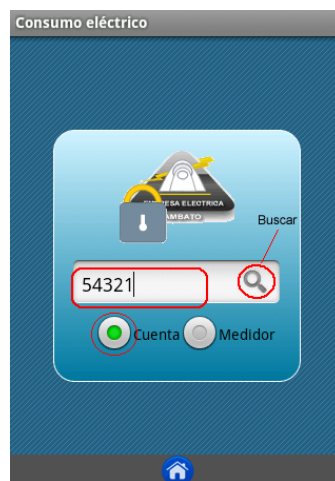 Consumo eléctrico
EMPRESA ELECTRICA
AMBATO
Buscar
54321
Cuenta
Medidor